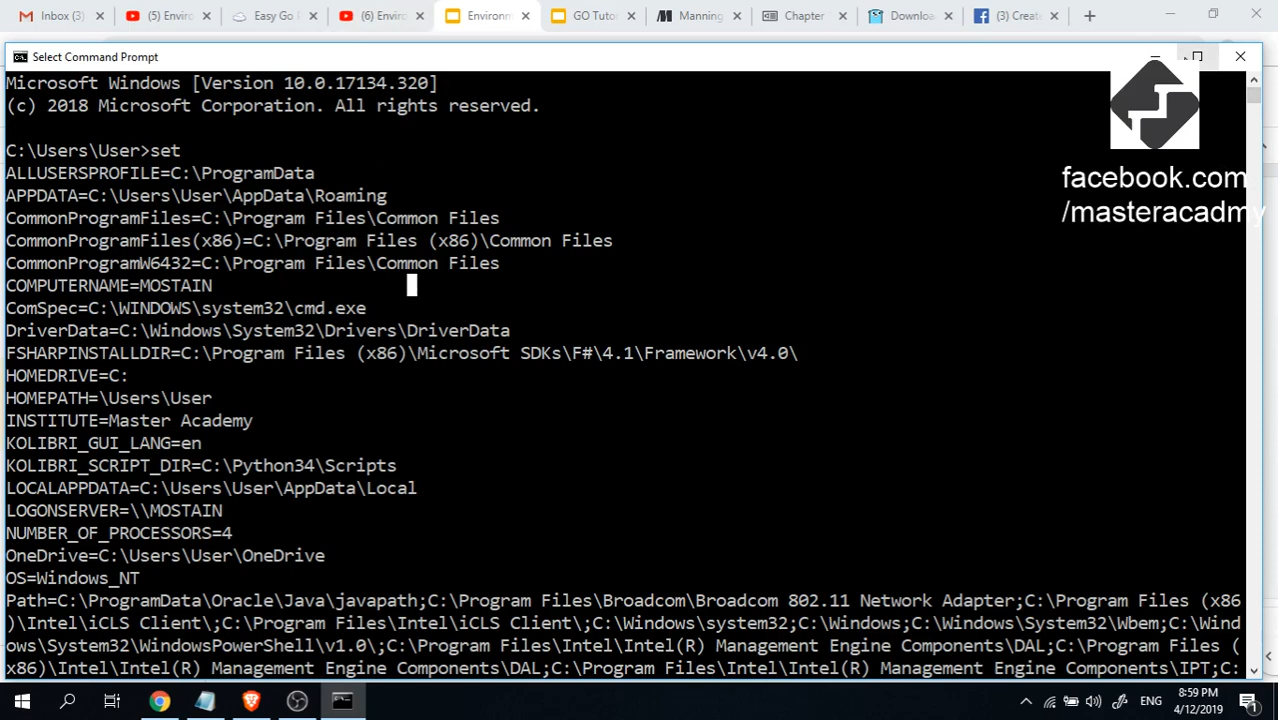 Inbox (3)
(5) Enviro
Easy Go
(6) Enviro
Environm
GO Tutor
Manning
Chapter
Downloa
(3) Create
Select Command Prompt
Microsoft Windows [Version 10.0.17134.320]
(c) 2018 Microsoft Corporation. All rights reserved.
C:\Users\User>set
ALLUSERSPROFILE=C:\ProgramData
APPDATA=C:\Users\User\AppData\Roaming
CommonProgramFiles=C:\Program Files\Common Files
CommonProgramFiles(x86)=C:\Program Files (x86)\Common Files
CommonProgramW6432=C:\Program Files\Common Files
COMPUTERNAME=MOSTAIN
ComSpec=C:\WINDOWS\system32\cmd.exe
DriverData=C:\Windows\System32\Drivers\DriverData
FSHARPINSTALLDIR=C:\Program Files (x86)\Microsoft SDKs\F#\4.1\Framework\v4.0\
HOMEDRIVE=C:
HOMEPATH=\Users\User
INSTITUTE=Master Academy
KOLIBRI_GUI_LANG=en
KOLIBRI_SCRIPT_DIR=C:\Python34\Scripts
LOCALAPPDATA=C:\Users\User\AppData\Local
LOGONSERVER=\\MOSTAIN
NUMBER_OF_PROCESSORS=4
OneDrive=C:\Users\User\OneDrive
OS=Windows_NT
Path=C:\ProgramData\Oracle\Java\javapath;C:\Program Files\Broadcom\Broadcom 802.11 Network Adapter;C:\Program Files (x86
)\Intel\iCLS Client\;C:\Program Files\Intel\iCLS Client\;C:\Windows\system32;C:\Windows;C:\Windows\System32\Wbem;C:\Wind
ows\System32\WindowsPowerShell\v1.0\;C:\Program Files\Intel\Intel(R) Management Engine Components\DAL;C:\Program Files (
x86)\Intel\Intel(R) Management Engine Components\DAL;C:\Program Files\Intel\Intel(R) Management Engine Components\IPT;C:
facebook.com
/masteracadmy
ENG
8:59 PM
4/12/2019
1